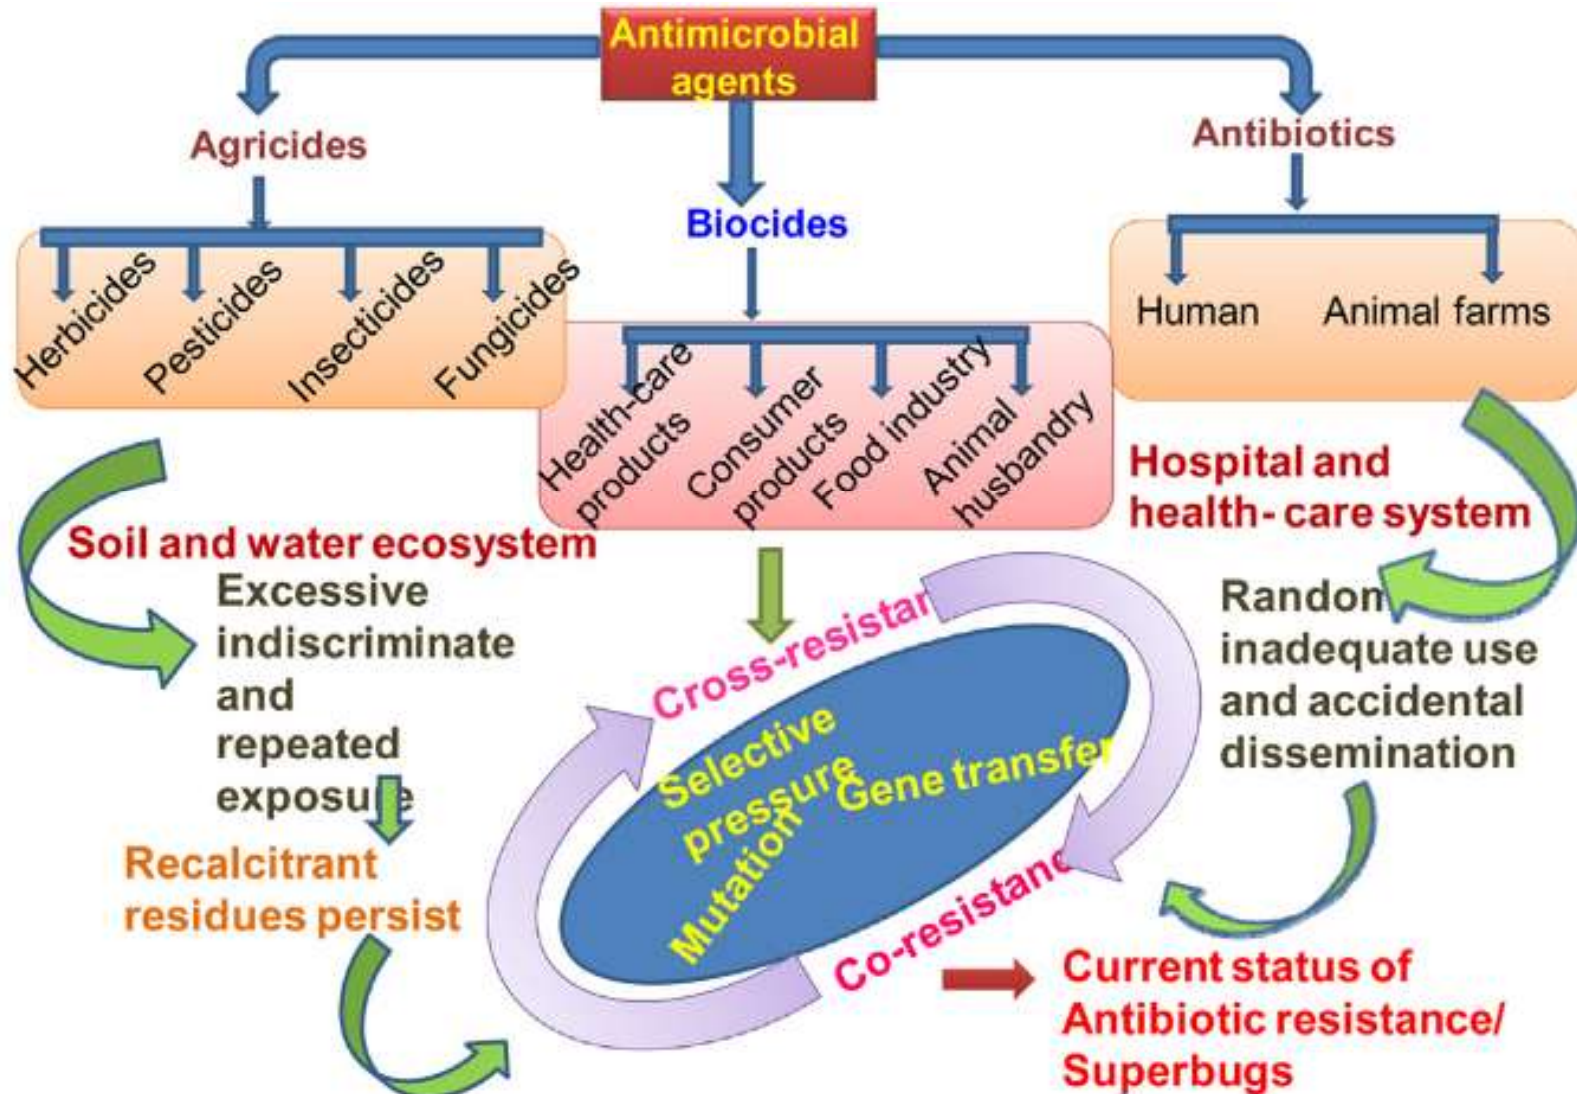 Antimicrobial
agents
Agricides
Antibiotics
Biocides
Herbicides
Pesticides
Insecticides
Fungicides
Human
Animal farms
Health-care
products
Consumer
products
Food industry
Animal
husbandry
Hospital and
health- care system
Soil and water ecosystem
Excessive
indiscriminate
and
repeated
exposure
Random
inadequate use
and accidental
dissemination
Cross-resistan
Selective
pressure
Gene transfer
Mutation
Recalcitrant
residues persist
Co-resistanc
Current status of
Antibiotic resistance/
Superbugs